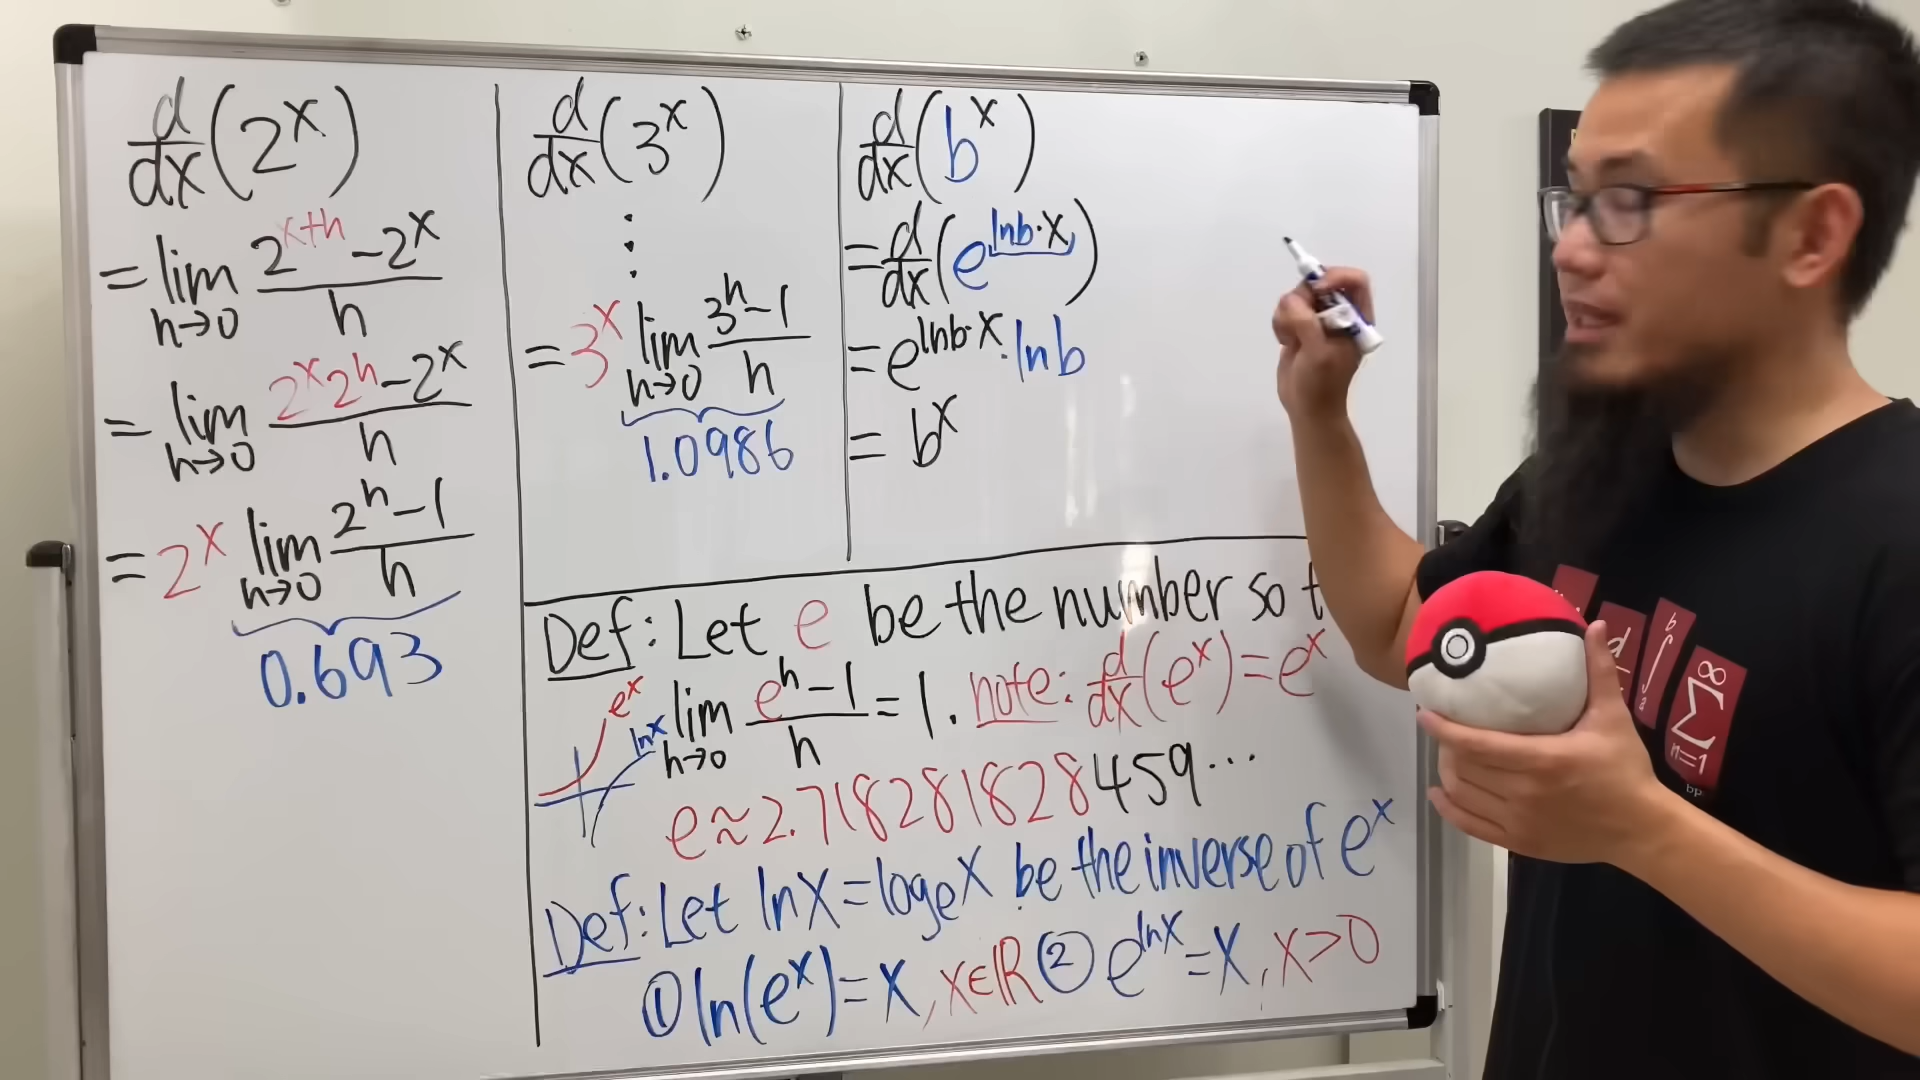 d/dx (2^x)
= lim h→0 (2^(x+h) - 2^x)/h
= lim h→0 (2^x 2^h - 2^x)/h
= 2^x lim h→0 (2^h - 1)/h
0.693
d/dx (3^x)
⋮
= 3^x lim h→0 (3^h - 1)/h
1.0986
d/dx (b^x)
= d/dx (e^(lnb·x))
= e^(lnb·x) · lnb
= b^x
Def: Let e be the number so t
lim h→0 (e^h - 1)/h = 1. note: d/dx (e^x) = e^x
e^x
lnx
e ≈ 2.718281828459...
Def: Let lnx = log_e x be the inverse of e^x
① ln(e^x) = x, x∈ℝ ② e^(lnx) = x, x>0
d
∫ b a
∑ ∞ n=1
bp